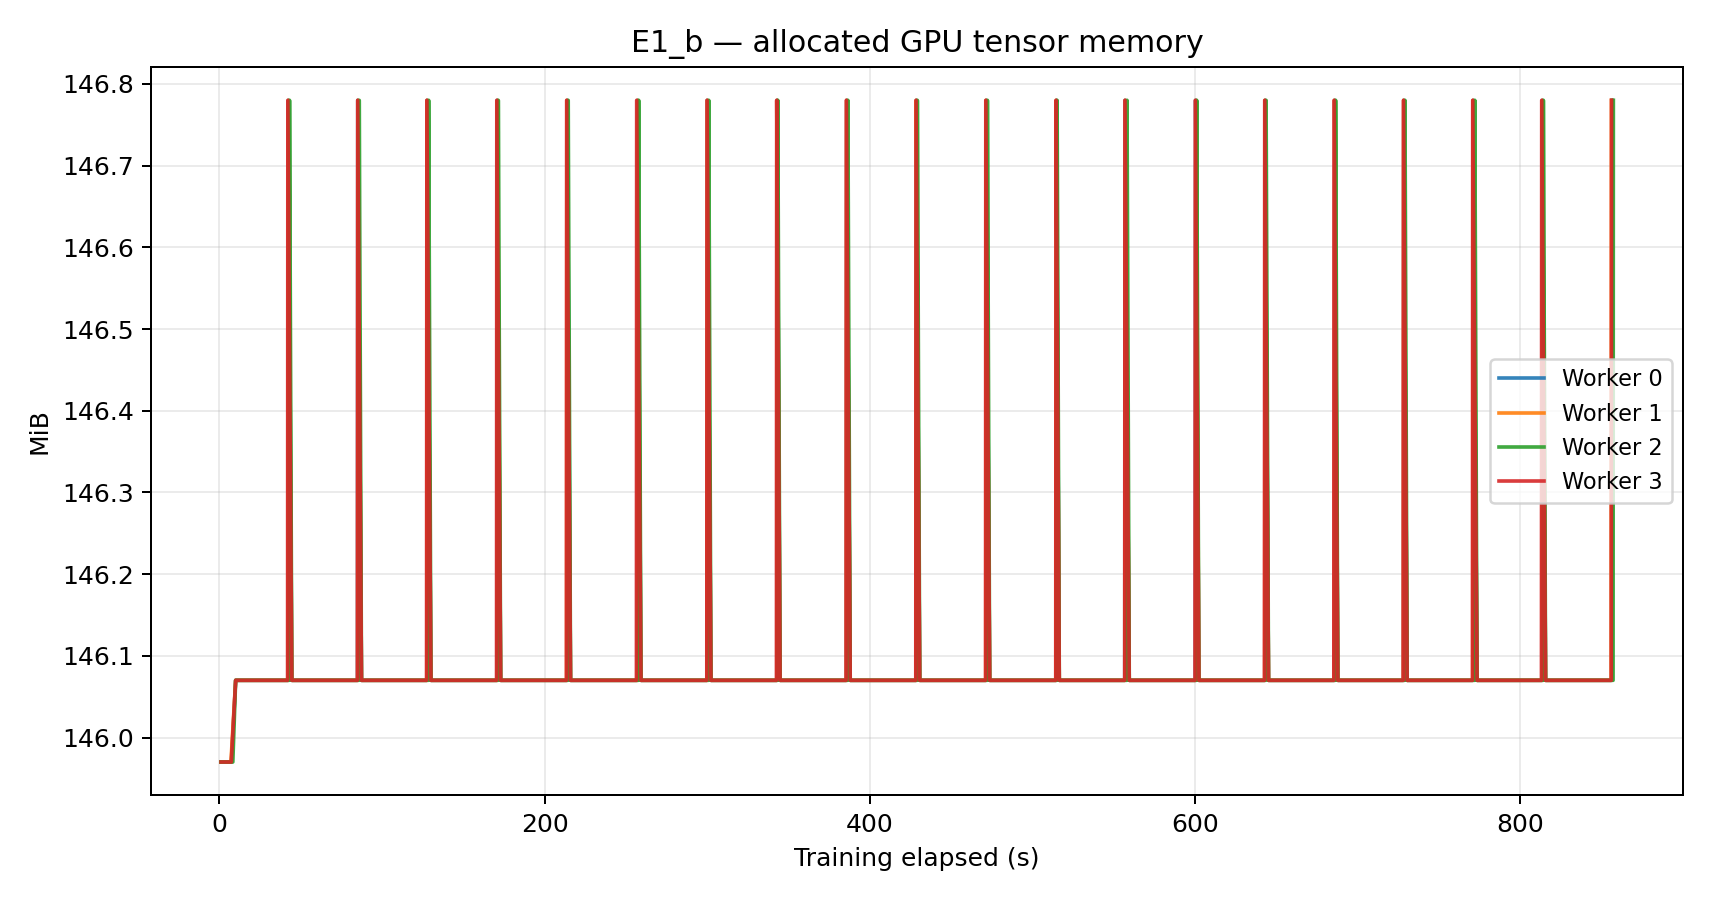 E1_b — allocated GPU tensor memory
MiB
146.8
146.7
146.6
146.5
146.4
146.3
146.2
146.1
146.0
Worker 0
Worker 1
Worker 2
Worker 3
0 200 400 600 800
Training elapsed (s)